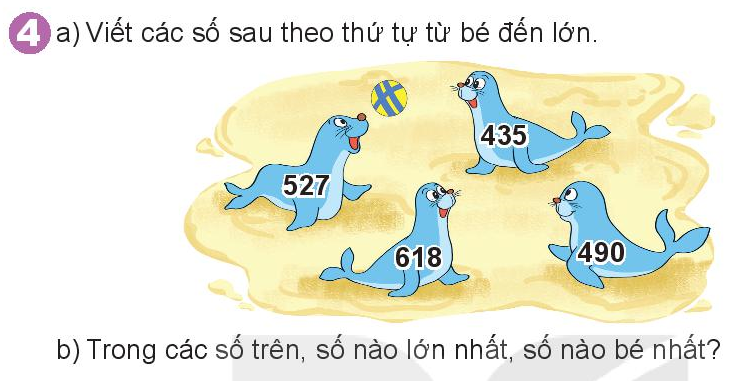 4 a) Viết các số sau theo thứ tự từ bé đến lớn.
435
527
618
490
b) Trong các số trên, số nào lớn nhất, số nào bé nhất?